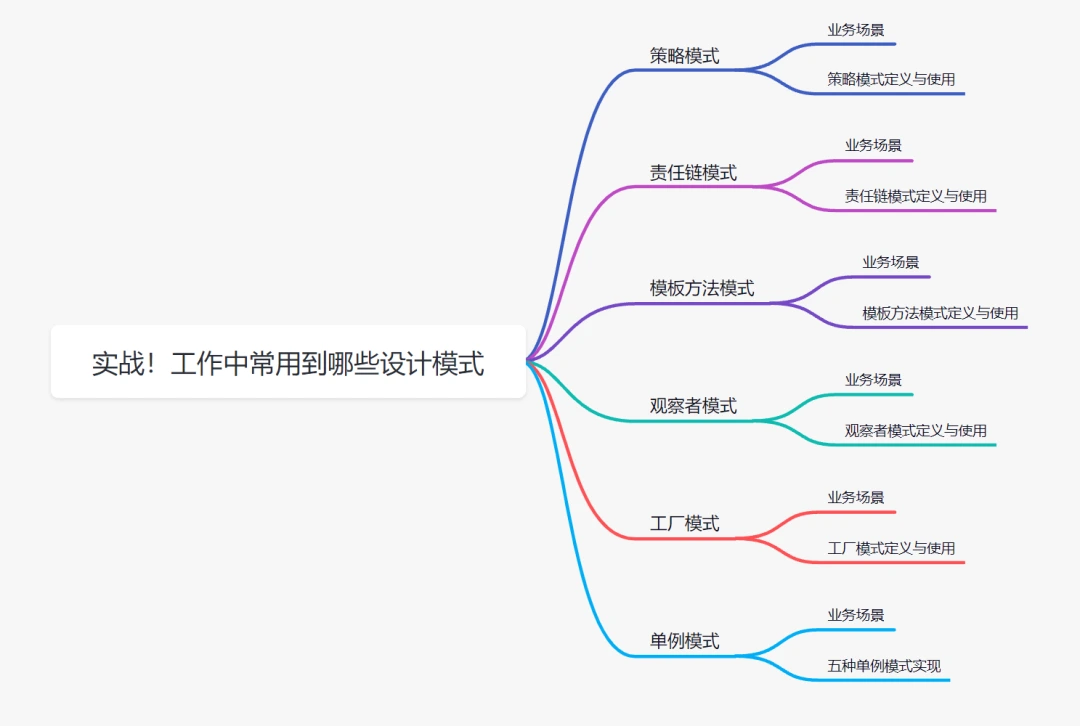 实战！工作中常用到哪些设计模式
策略模式
业务场景
策略模式定义与使用
责任链模式
业务场景
责任链模式定义与使用
模板方法模式
业务场景
模板方法模式定义与使用
观察者模式
业务场景
观察者模式定义与使用
工厂模式
业务场景
工厂模式定义与使用
单例模式
业务场景
五种单例模式实现